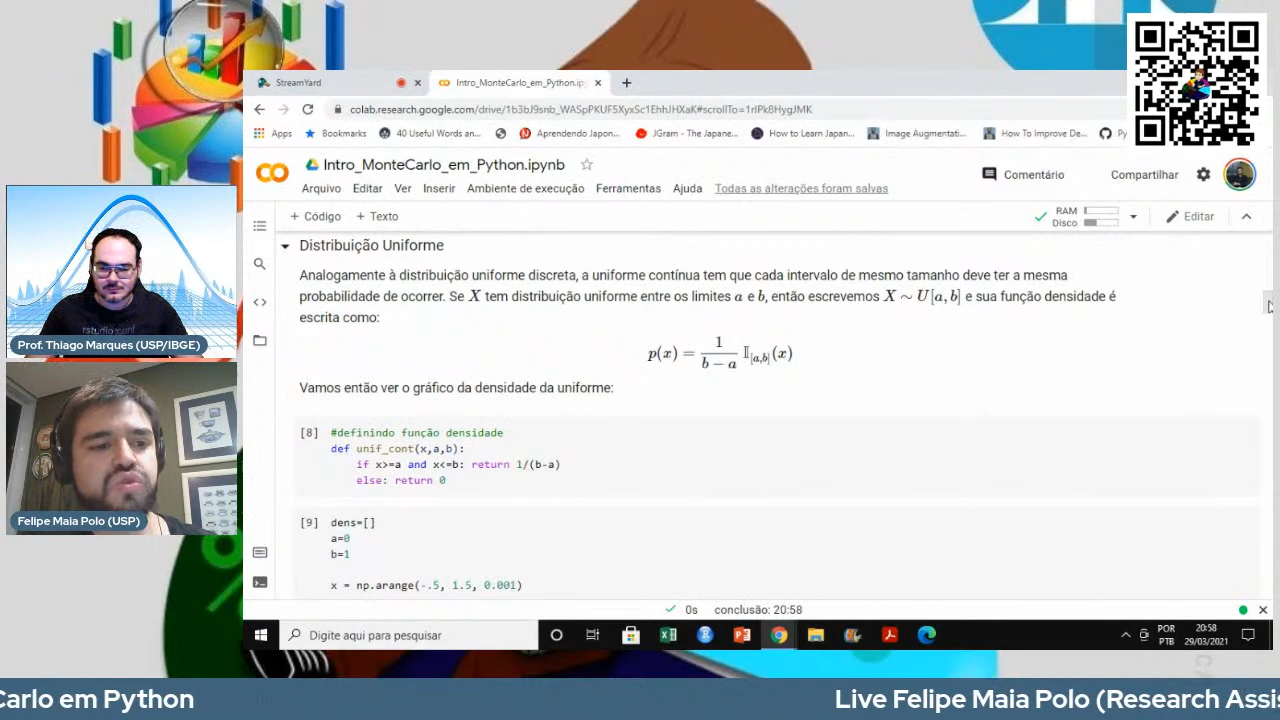 StreamYard
Intro_MonteCarlo_em_Python.ipy
colab.research.google.com/drive/1b3bJ9snb_WASpPKUF5XyxSc1EhhJHXaK#scrollTo=1rlPk8HygJMK
Apps
Bookmarks
40 Useful Words an...
Aprendendo Japon...
JGram - The Japane...
How to Learn Japan...
Image Augmentati...
How To Improve De...
Intro_MonteCarlo_em_Python.ipynb
Comentário
Compartilhar
Arquivo Editar Ver Inserir Ambiente de execução Ferramentas Ajuda Todas as alterações foram salvas
+ Código + Texto
RAM
Disco
Editar
Distribuição Uniforme
Analogamente à distribuição uniforme discreta, a uniforme contínua tem que cada intervalo de mesmo tamanho deve ter a mesma
probabilidade de ocorrer. Se X tem distribuição uniforme entre os limites a e b, então escrevemos X ∼ U[a, b] e sua função densidade é
escrita como:
p(x) = 1/(b − a) 𝕀[a,b](x)
Vamos então ver o gráfico da densidade da uniforme:
[8] #definindo função densidade
def unif_cont(x,a,b):
if x>=a and x<=b: return 1/(b-a)
else: return 0
[9] dens=[]
a=0
b=1
x = np.arange(-.5, 1.5, 0.001)
0s conclusão: 20:58
Prof. Thiago Marques (USP/IBGE)
Felipe Maia Polo (USP)
Digite aqui para pesquisar
POR
PTB
20:58
29/03/2021
Carlo em Python
Live Felipe Maia Polo (Research Assis